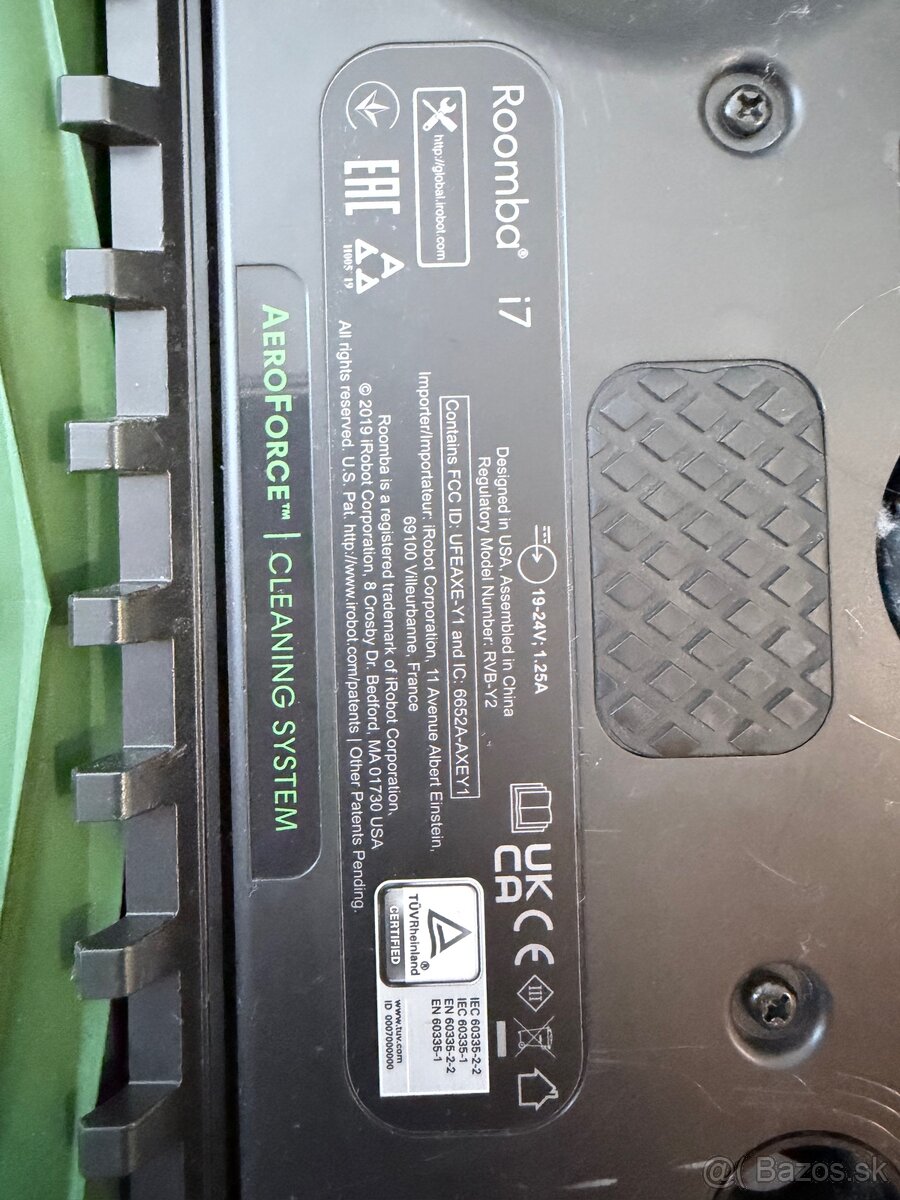 Roomba® i7
http://global.irobot.com
EAC
H005 19
19-24V; 1.25A
Designed in USA, Assembled in China
Regulatory Model Number: RVB-Y2
Contains FCC ID: UFEAXE-Y1 and IC: 6652A-AXEY1
Importer/Importateur: iRobot Corporation, 11 Avenue Albert Einstein,
69100 Villeurbanne, France
Roomba is a registered trademark of iRobot Corporation.
© 2019 iRobot Corporation, 8 Crosby Dr. Bedford, MA 01730 USA
All rights reserved. U.S. Pat. http://www.irobot.com/patents | Other Patents Pending.
UK
CA
CE
III
TÜVRheinland®
CERTIFIED
IEC 60335-2-2
IEC 60335-1
EN 60335-2-2
EN 60335-1
www.tuv.com
ID 0007000000
AEROFORCE™ | CLEANING SYSTEM
@( Bazos.sk